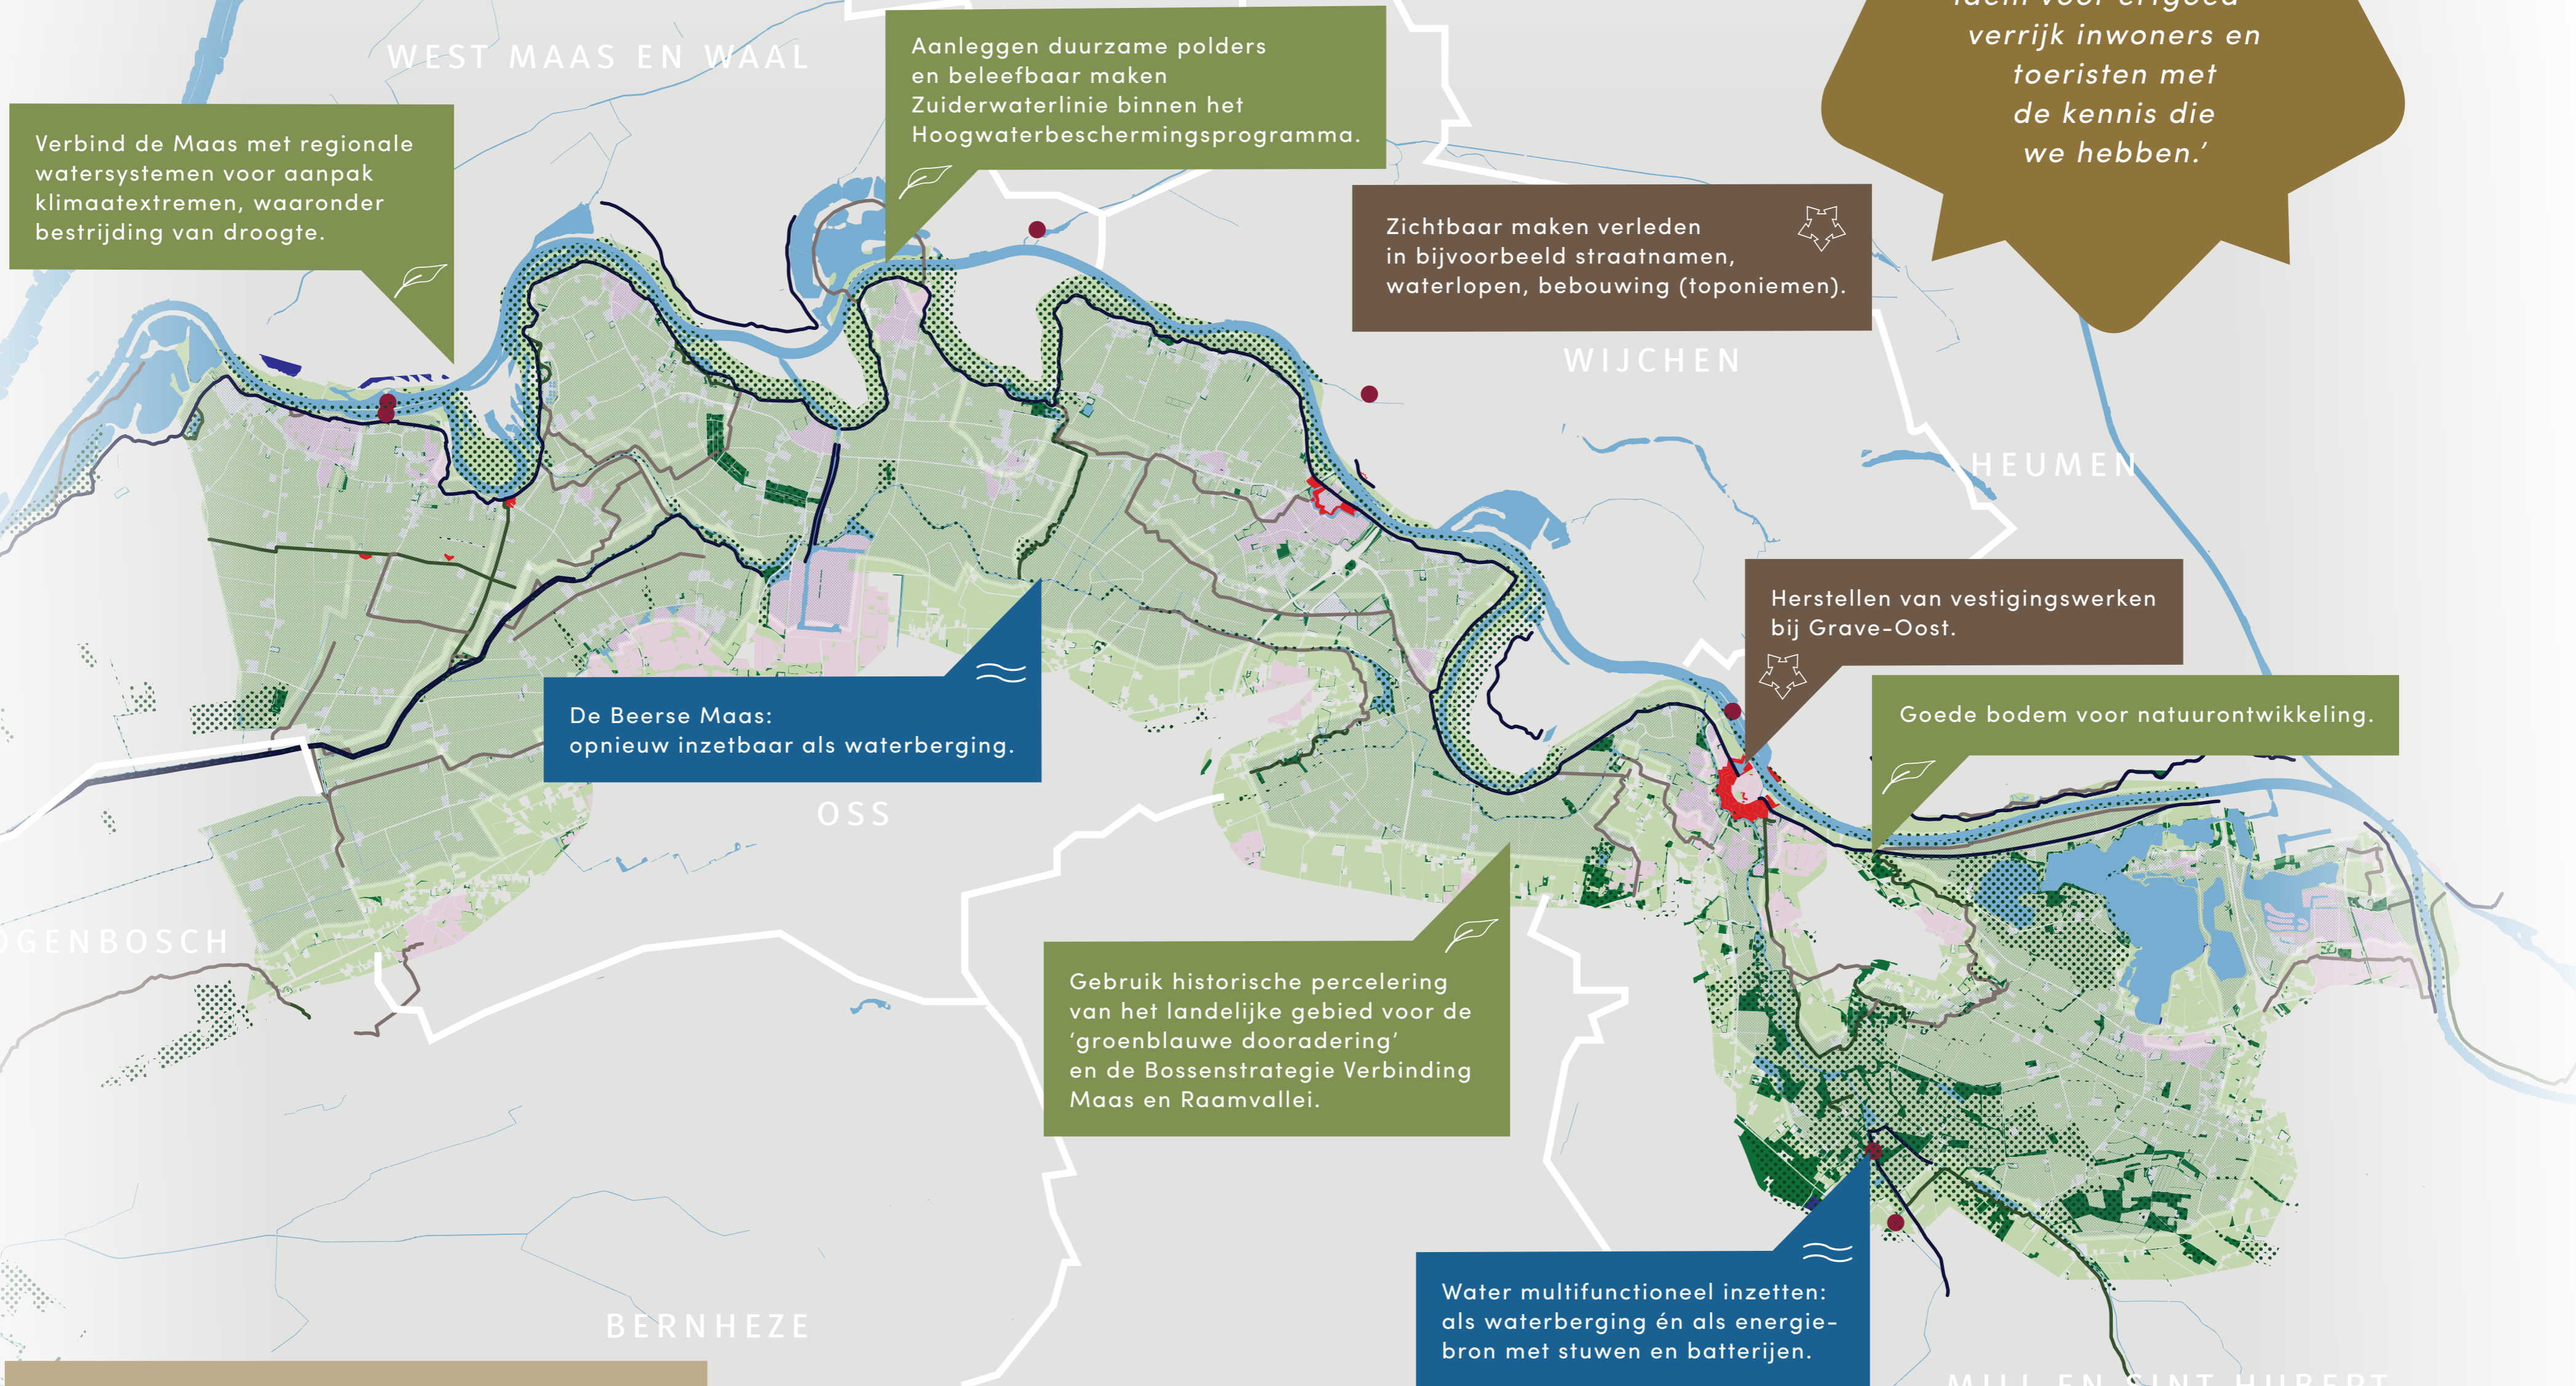 WEST MAAS EN WAAL
Aanleggen duurzame polders
en beleefbaar maken
Zuiderwaterlinie binnen het
Hoogwaterbeschermingsprogramma.
verrijk inwoners en
toeristen met
de kennis die
we hebben.’
Verbind de Maas met regionale
watersystemen voor aanpak
klimaatextremen, waaronder
bestrijding van droogte.
Zichtbaar maken verleden
in bijvoorbeeld straatnamen,
waterlopen, bebouwing (toponiemen).
WIJCHEN
HEUMEN
Herstellen van vestigingswerken
bij Grave-Oost.
Goede bodem voor natuurontwikkeling.
De Beerse Maas:
opnieuw inzetbaar als waterberging.
OSS
OGENBOSCH
Gebruik historische percelering
van het landelijke gebied voor de
‘groenblauwe dooradering’
en de Bossenstrategie Verbinding
Maas en Raamvallei.
Water multifunctioneel inzetten:
als waterberging én als energie-
bron met stuwen en batterijen.
BERNHEZE
MILL EN SINT HUBERT